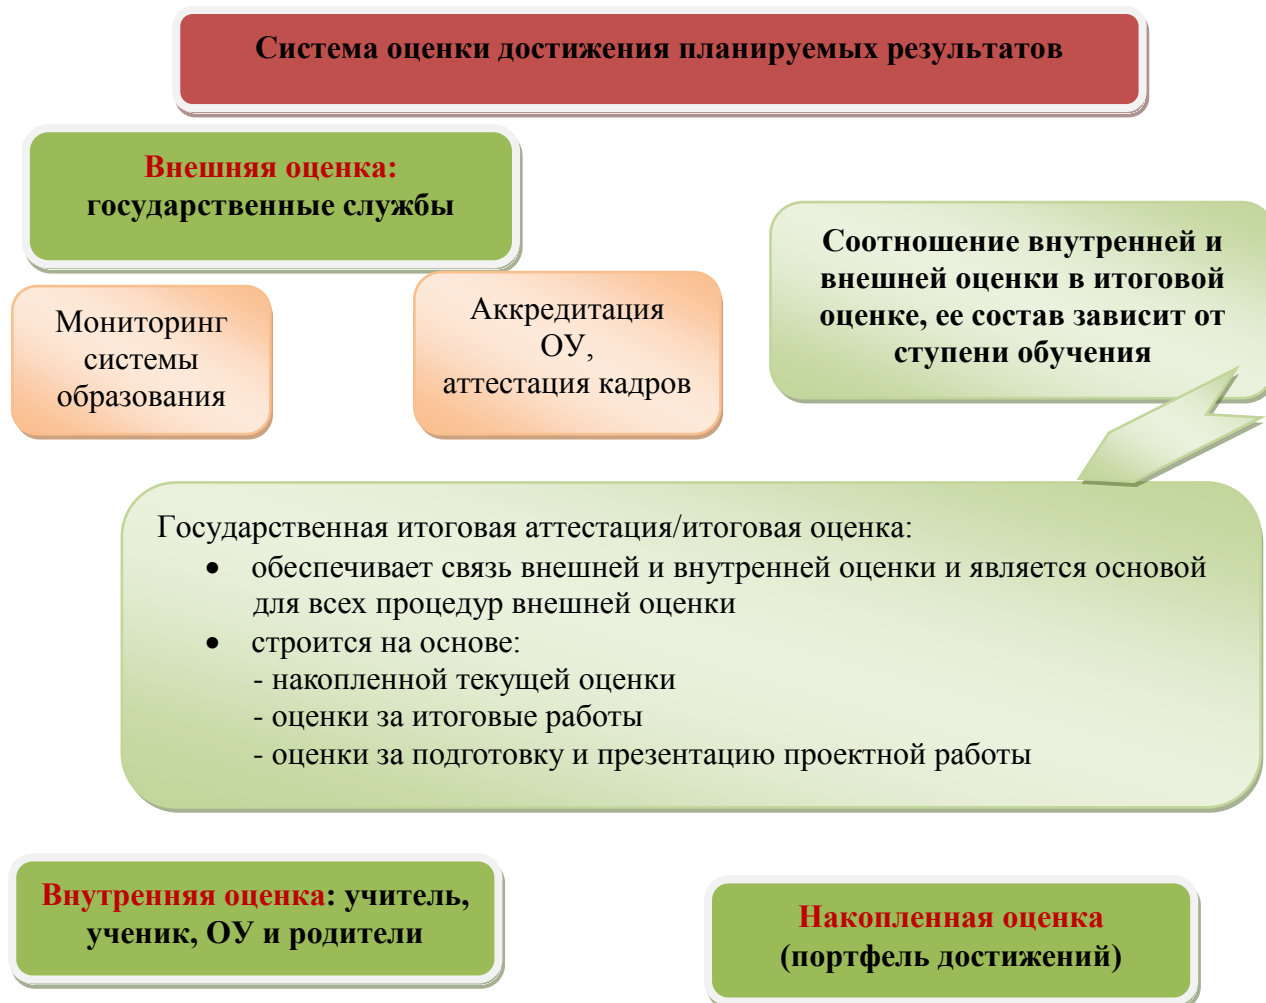 Система оценки достижения планируемых результатов
Внешняя оценка:
государственные службы
Соотношение внутренней и
внешней оценки в итоговой
оценке, ее состав зависит от
ступени обучения
Мониторинг
системы
образования
Аккредитация
ОУ,
аттестация кадров
Государственная итоговая аттестация/итоговая оценка:
• обеспечивает связь внешней и внутренней оценки и является основой
для всех процедур внешней оценки
• строится на основе:
- накопленной текущей оценки
- оценки за итоговые работы
- оценки за подготовку и презентацию проектной работы
Внутренняя оценка: учитель,
ученик, ОУ и родители
Накопленная оценка
(портфель достижений)